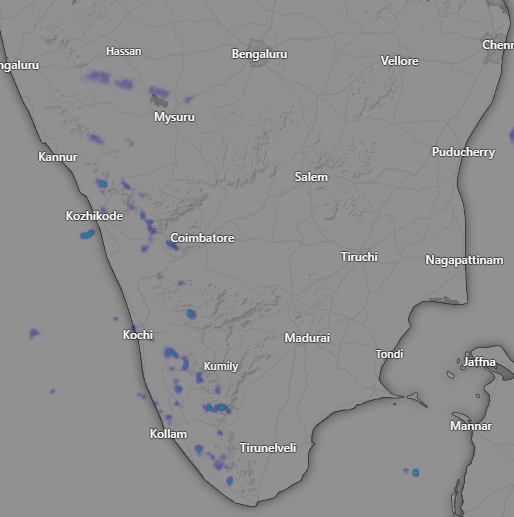 Hassan
Bengaluru
Chenn
ngaluru
Vellore
Mysuru
Kannur
Puducherry
Salem
Kozhikode
Coimbatore
Tiruchi
Nagapattinam
Kochi
Madurai
Tondi
Jaffna
Kumily
Mannar
Kollam
Tirunelveli